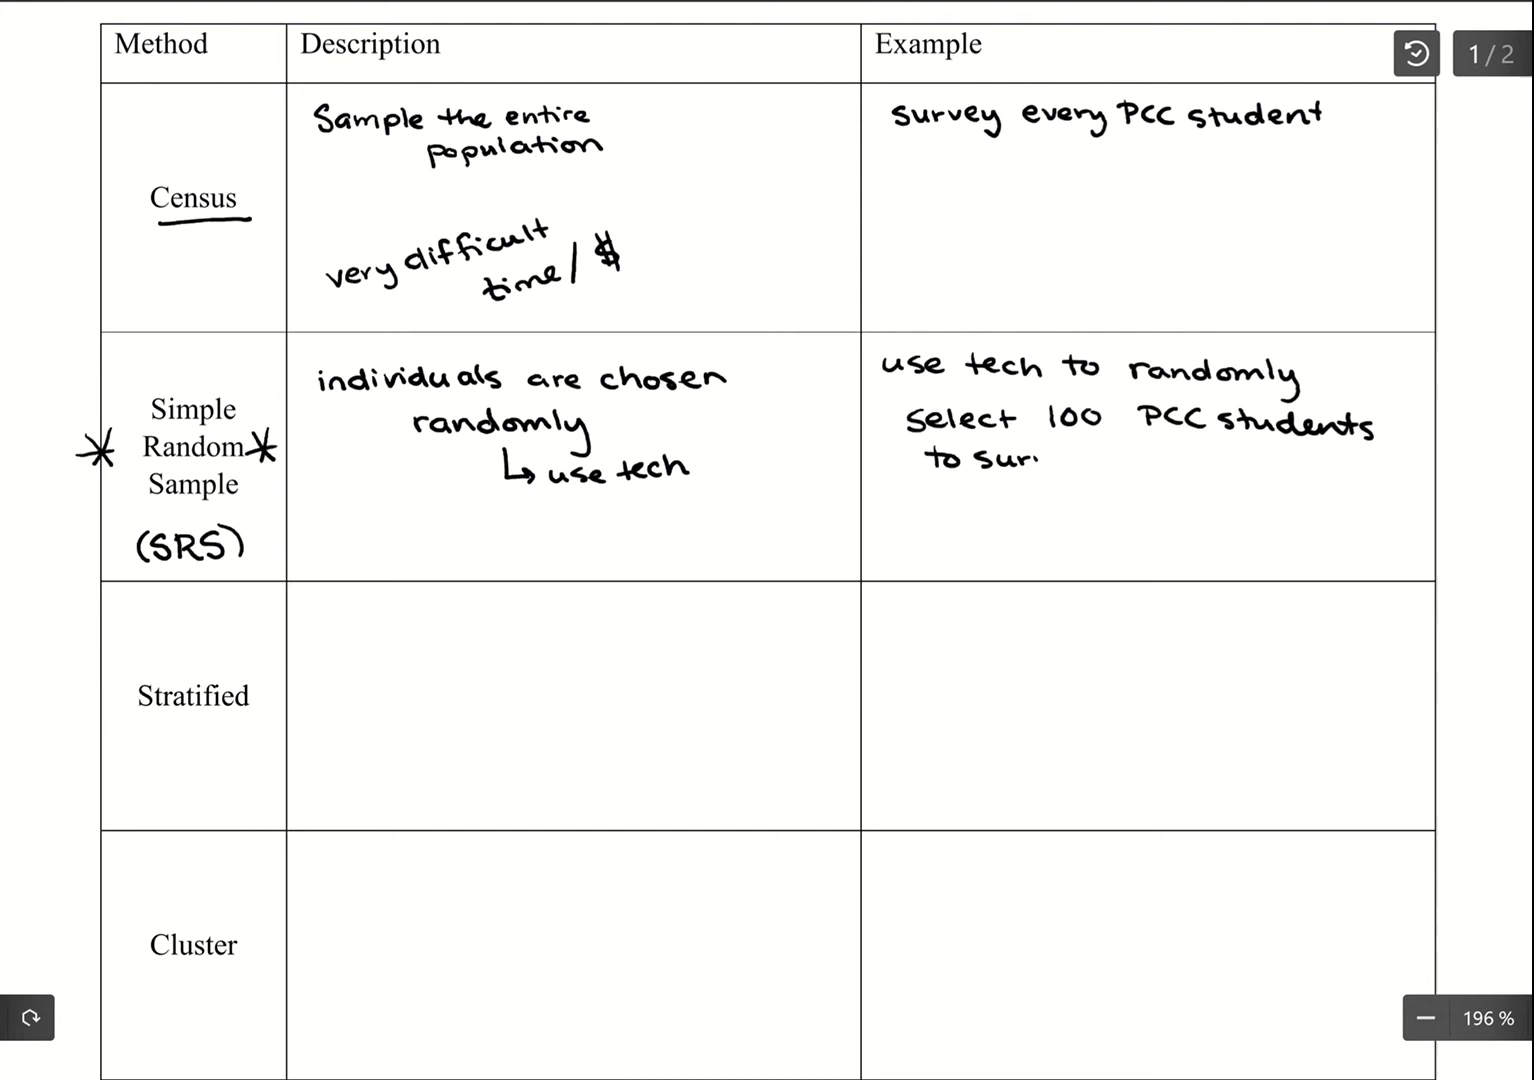 Method
Description
Example
1 / 2
Census
Sample the entire
population
very difficult
time / $
survey every PCC student
Simple
* Random *
Sample
(SRS)
individuals are chosen
randomly
↳ use tech
use tech to randomly
select 100 PCC students
to sur
Stratified
Cluster
196 %